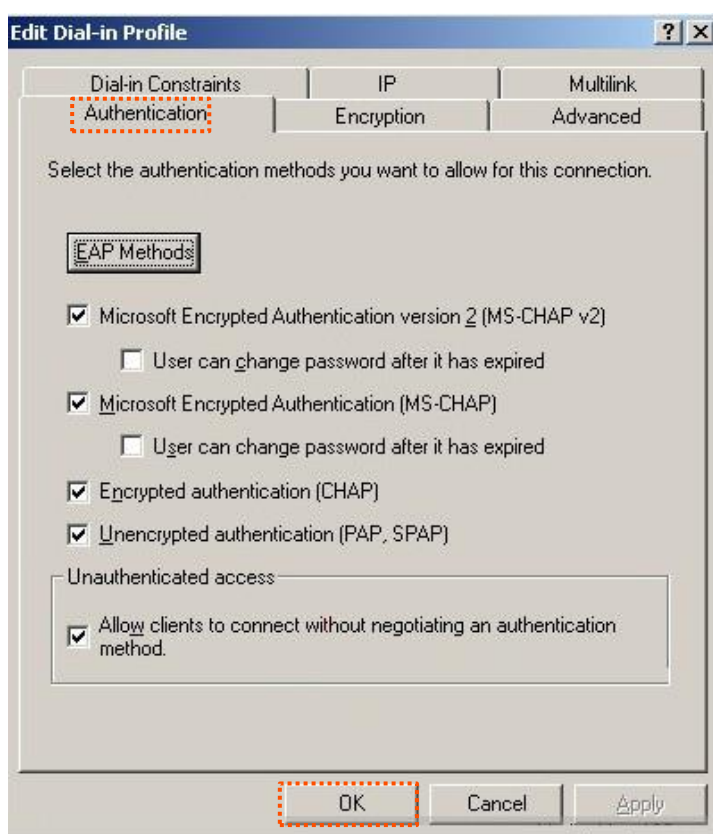 Edit Dial-in Profile
Dial-in Constraints IP Multilink
Authentication Encryption Advanced
Select the authentication methods you want to allow for this connection.
EAP Methods
Microsoft Encrypted Authentication version 2 (MS-CHAP v2)
User can change password after it has expired
Microsoft Encrypted Authentication (MS-CHAP)
User can change password after it has expired
Encrypted authentication (CHAP)
Unencrypted authentication (PAP, SPAP)
Unauthenticated access
Allow clients to connect without negotiating an authentication
method.
OK Cancel Apply